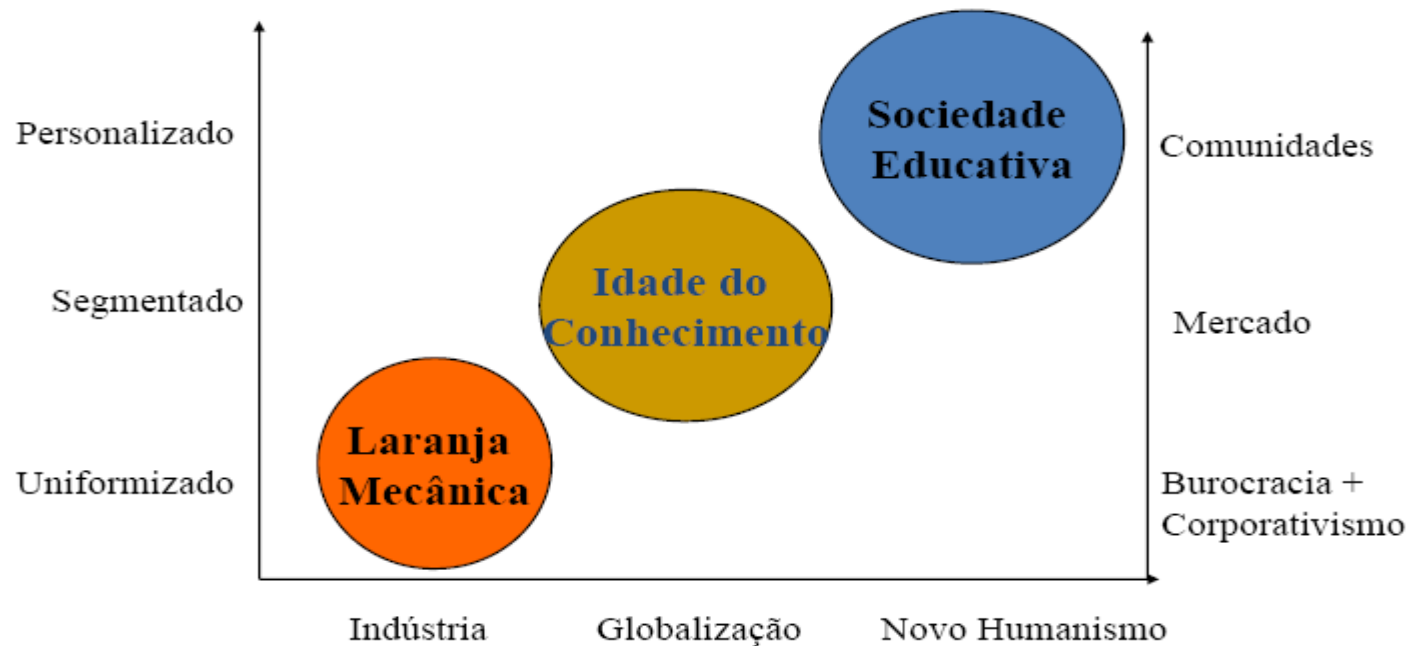 Personalizado
Sociedade
Educativa
Comunidades
Segmentado
Idade do
Conhecimento
Mercado
Uniformizado
Laranja
Mecânica
Burocracia +
Corporativismo
Indústria
Globalização
Novo Humanismo